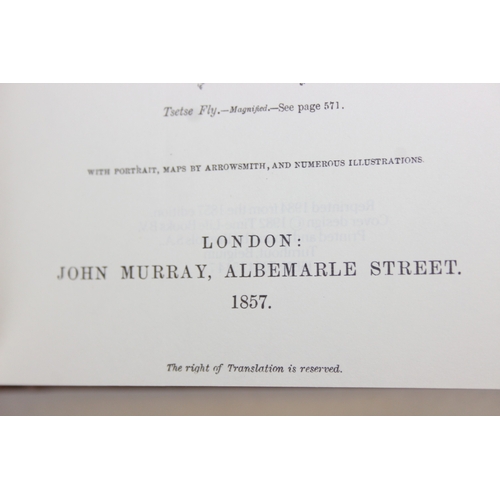 Tsetse Fly.—Magnified.—See page 571.
WITH PORTRAIT, MAPS BY ARROWSMITH, AND NUMEROUS ILLUSTRATIONS.
LONDON:
JOHN MURRAY, ALBEMARLE STREET.
1857.
The right of Translation is reserved.